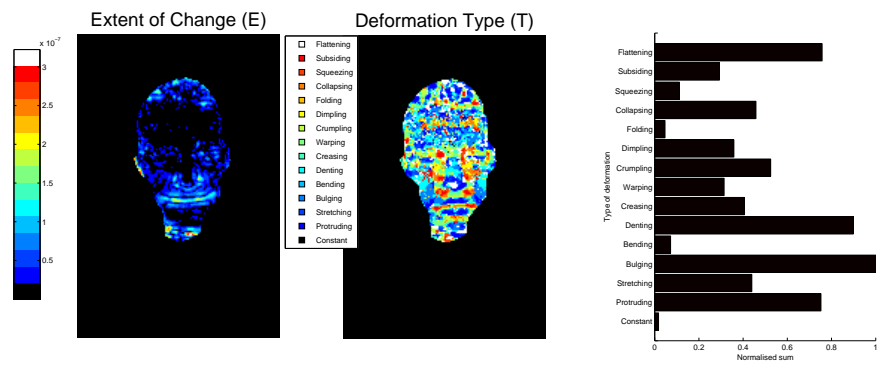 Extent of Change (E)
x 10⁻⁷
3
2.5
2
1.5
1
0.5
Deformation Type (T)
Flattening
Subsiding
Squeezing
Collapsing
Folding
Dimpling
Crumpling
Warping
Creasing
Denting
Bending
Bulging
Stretching
Protruding
Constant
Type of deformation
Flattening
Subsiding
Squeezing
Collapsing
Folding
Dimpling
Crumpling
Warping
Creasing
Denting
Bending
Bulging
Stretching
Protruding
Constant
0 0.2 0.4 0.6 0.8 1
Normalised sum